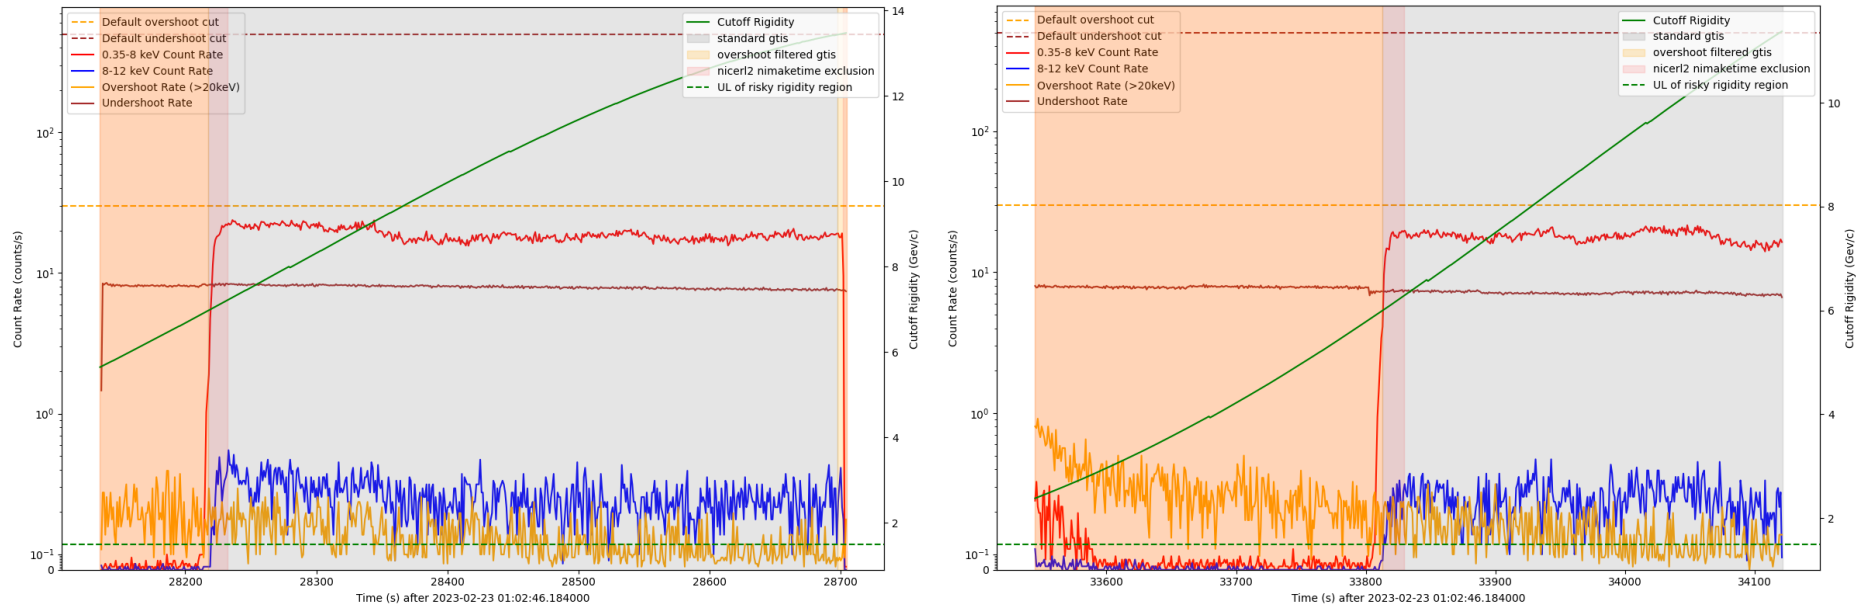 Default overshoot cut
Default undershoot cut
0.35-8 keV Count Rate
8-12 keV Count Rate
Overshoot Rate (>20keV)
Undershoot Rate
Cutoff Rigidity
standard gtis
overshoot filtered gtis
nicerl2 nimaketime exclusion
UL of risky rigidity region
Count Rate (counts/s)
10²
10¹
10⁰
10⁻¹
0
14
12
10
8
6
4
2
Cutoff Rigidity (Gev/c)
28200
28300
28400
28500
28600
28700
Time (s) after 2023-02-23 01:02:46.184000
Default overshoot cut
Default undershoot cut
0.35-8 keV Count Rate
8-12 keV Count Rate
Overshoot Rate (>20keV)
Undershoot Rate
Cutoff Rigidity
standard gtis
overshoot filtered gtis
nicerl2 nimaketime exclusion
UL of risky rigidity region
Count Rate (counts/s)
10²
10¹
10⁰
10⁻¹
0
10
8
6
4
2
Cutoff Rigidity (Gev/c)
33600
33700
33800
33900
34000
34100
Time (s) after 2023-02-23 01:02:46.184000